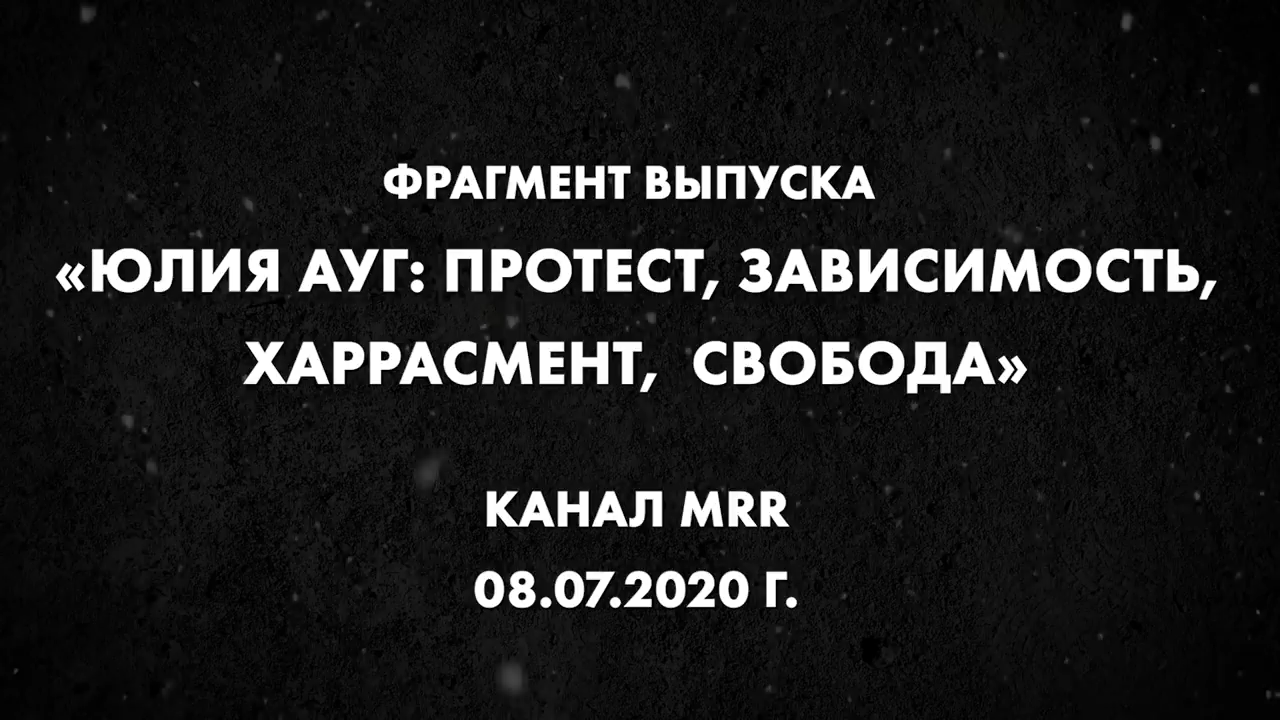 ФРАГМЕНТ ВЫПУСКА
«ЮЛИЯ АУГ: ПРОТЕСТ, ЗАВИСИМОСТЬ,
ХАРРАСМЕНТ, СВОБОДА»
КАНАЛ MRR
08.07.2020 Г.